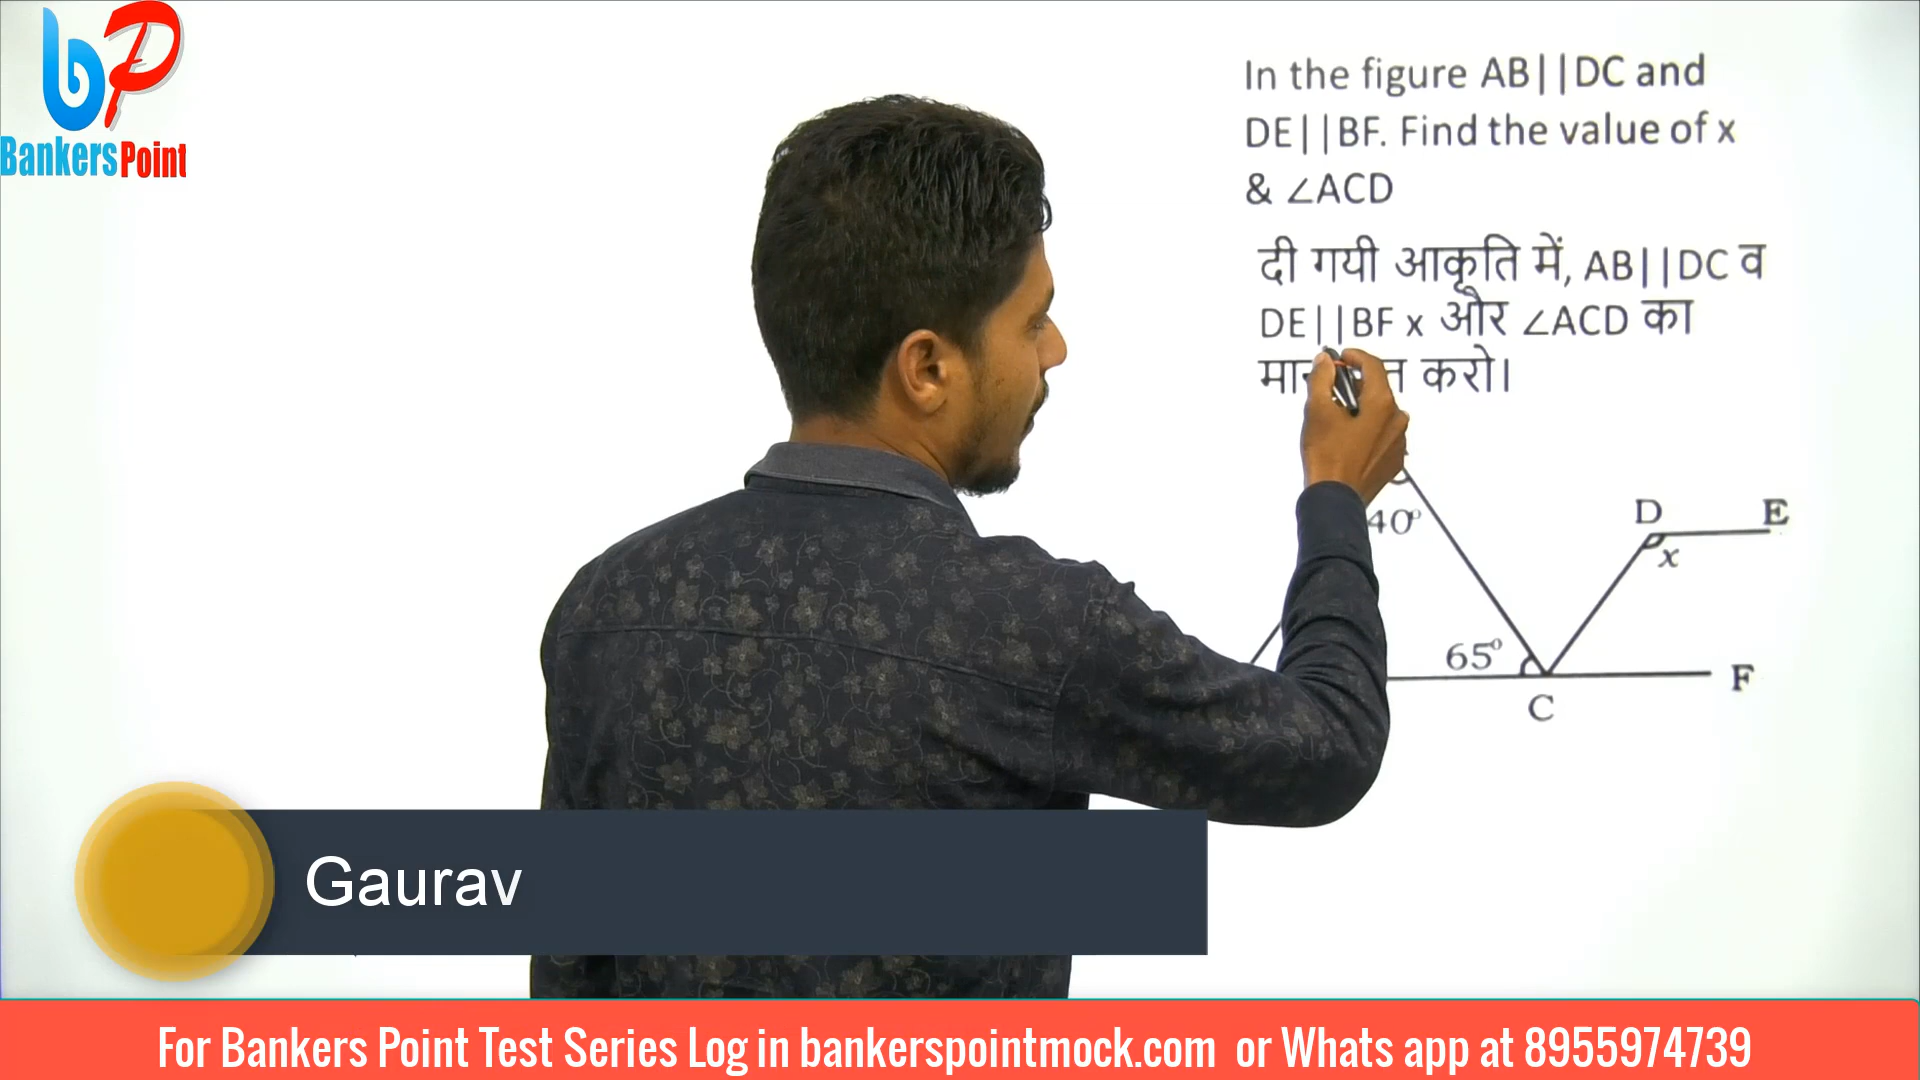 BankersPoint
In the figure AB||DC and
DE||BF. Find the value of x
& ∠ACD
दी गयी आकृति में, AB||DC व
DE||BF x और ∠ACD का
करो।
40°
D E
x
65°
F
C
Gaurav
For Bankers Point Test Series Log in bankerspointmock.com or Whats app at 8955974739